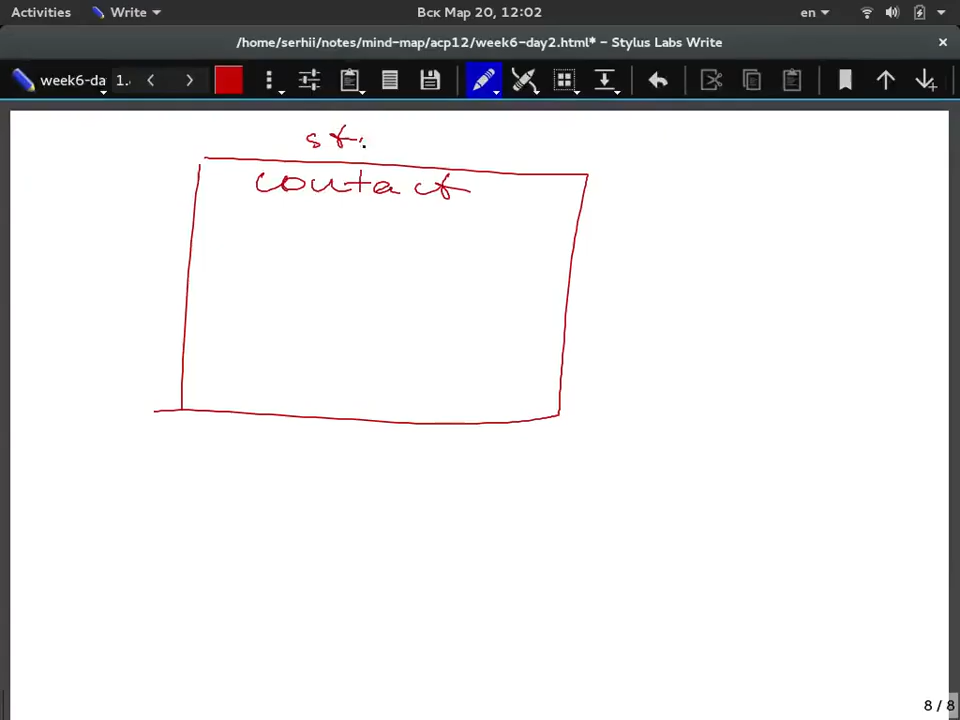 Activities Write Вск Мар 20, 12:02 en
/home/serhii/notes/mind-map/acp12/week6-day2.html* – Stylus Labs Write
week6-da 1.
st
contact
8 / 8